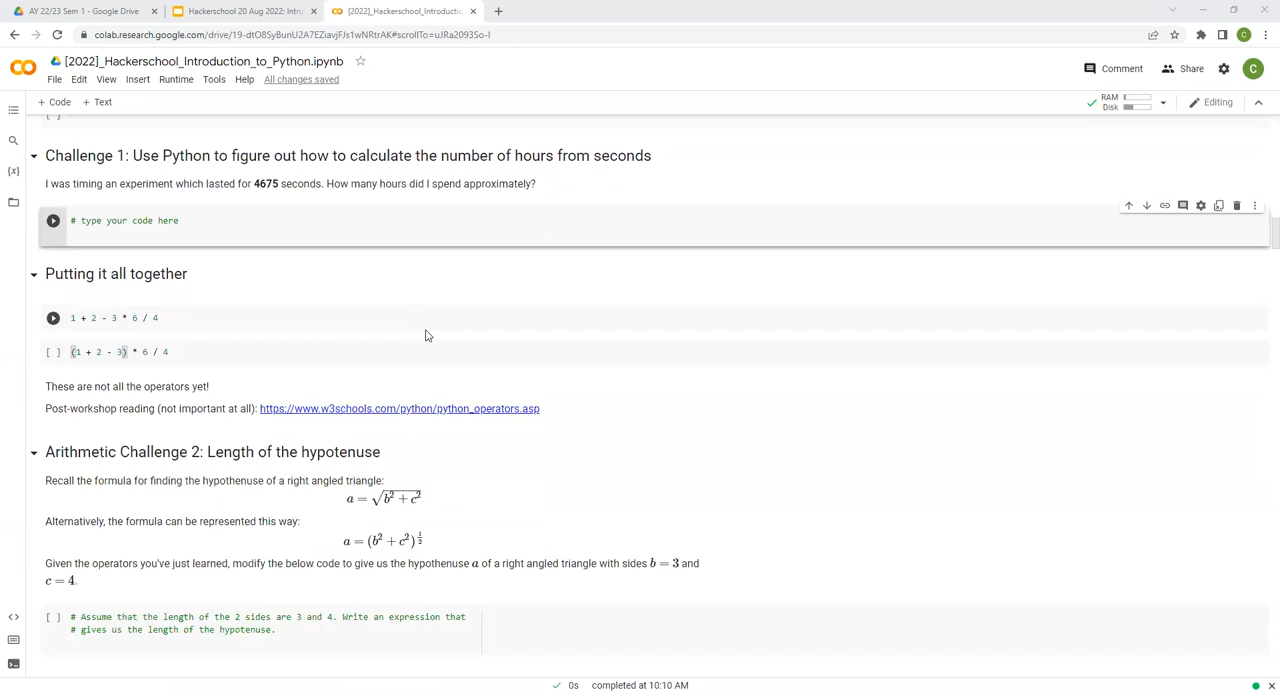 AY 22/23 Sem 1 - Google Drive
Hackerschool 20 Aug 2022: Intro
[2022]_Hackerschool_Introductio
colab.research.google.com/drive/19-dtO8SyBunU2A7EZiavjFJs1wNRtrAK#scrollTo=uJRa2093So-I
C
[2022]_Hackerschool_Introduction_to_Python.ipynb
Comment
Share
C
File Edit View Insert Runtime Tools Help All changes saved
+ Code + Text
RAM
Disk
Editing
[ ]
{x}
Challenge 1: Use Python to figure out how to calculate the number of hours from seconds
I was timing an experiment which lasted for 4675 seconds. How many hours did I spend approximately?
# type your code here
Putting it all together
1 + 2 - 3 * 6 / 4
[ ] (1 + 2 - 3) * 6 / 4
These are not all the operators yet!
Post-workshop reading (not important at all): https://www.w3schools.com/python/python_operators.asp
Arithmetic Challenge 2: Length of the hypotenuse
Recall the formula for finding the hypothenuse of a right angled triangle:
a = √(b² + c²)
Alternatively, the formula can be represented this way:
a = (b² + c²)^½
Given the operators you've just learned, modify the below code to give us the hypothenuse a of a right angled triangle with sides b = 3 and
c = 4.
[ ] # Assume that the length of the 2 sides are 3 and 4. Write an expression that
# gives us the length of the hypotenuse.
0s completed at 10:10 AM